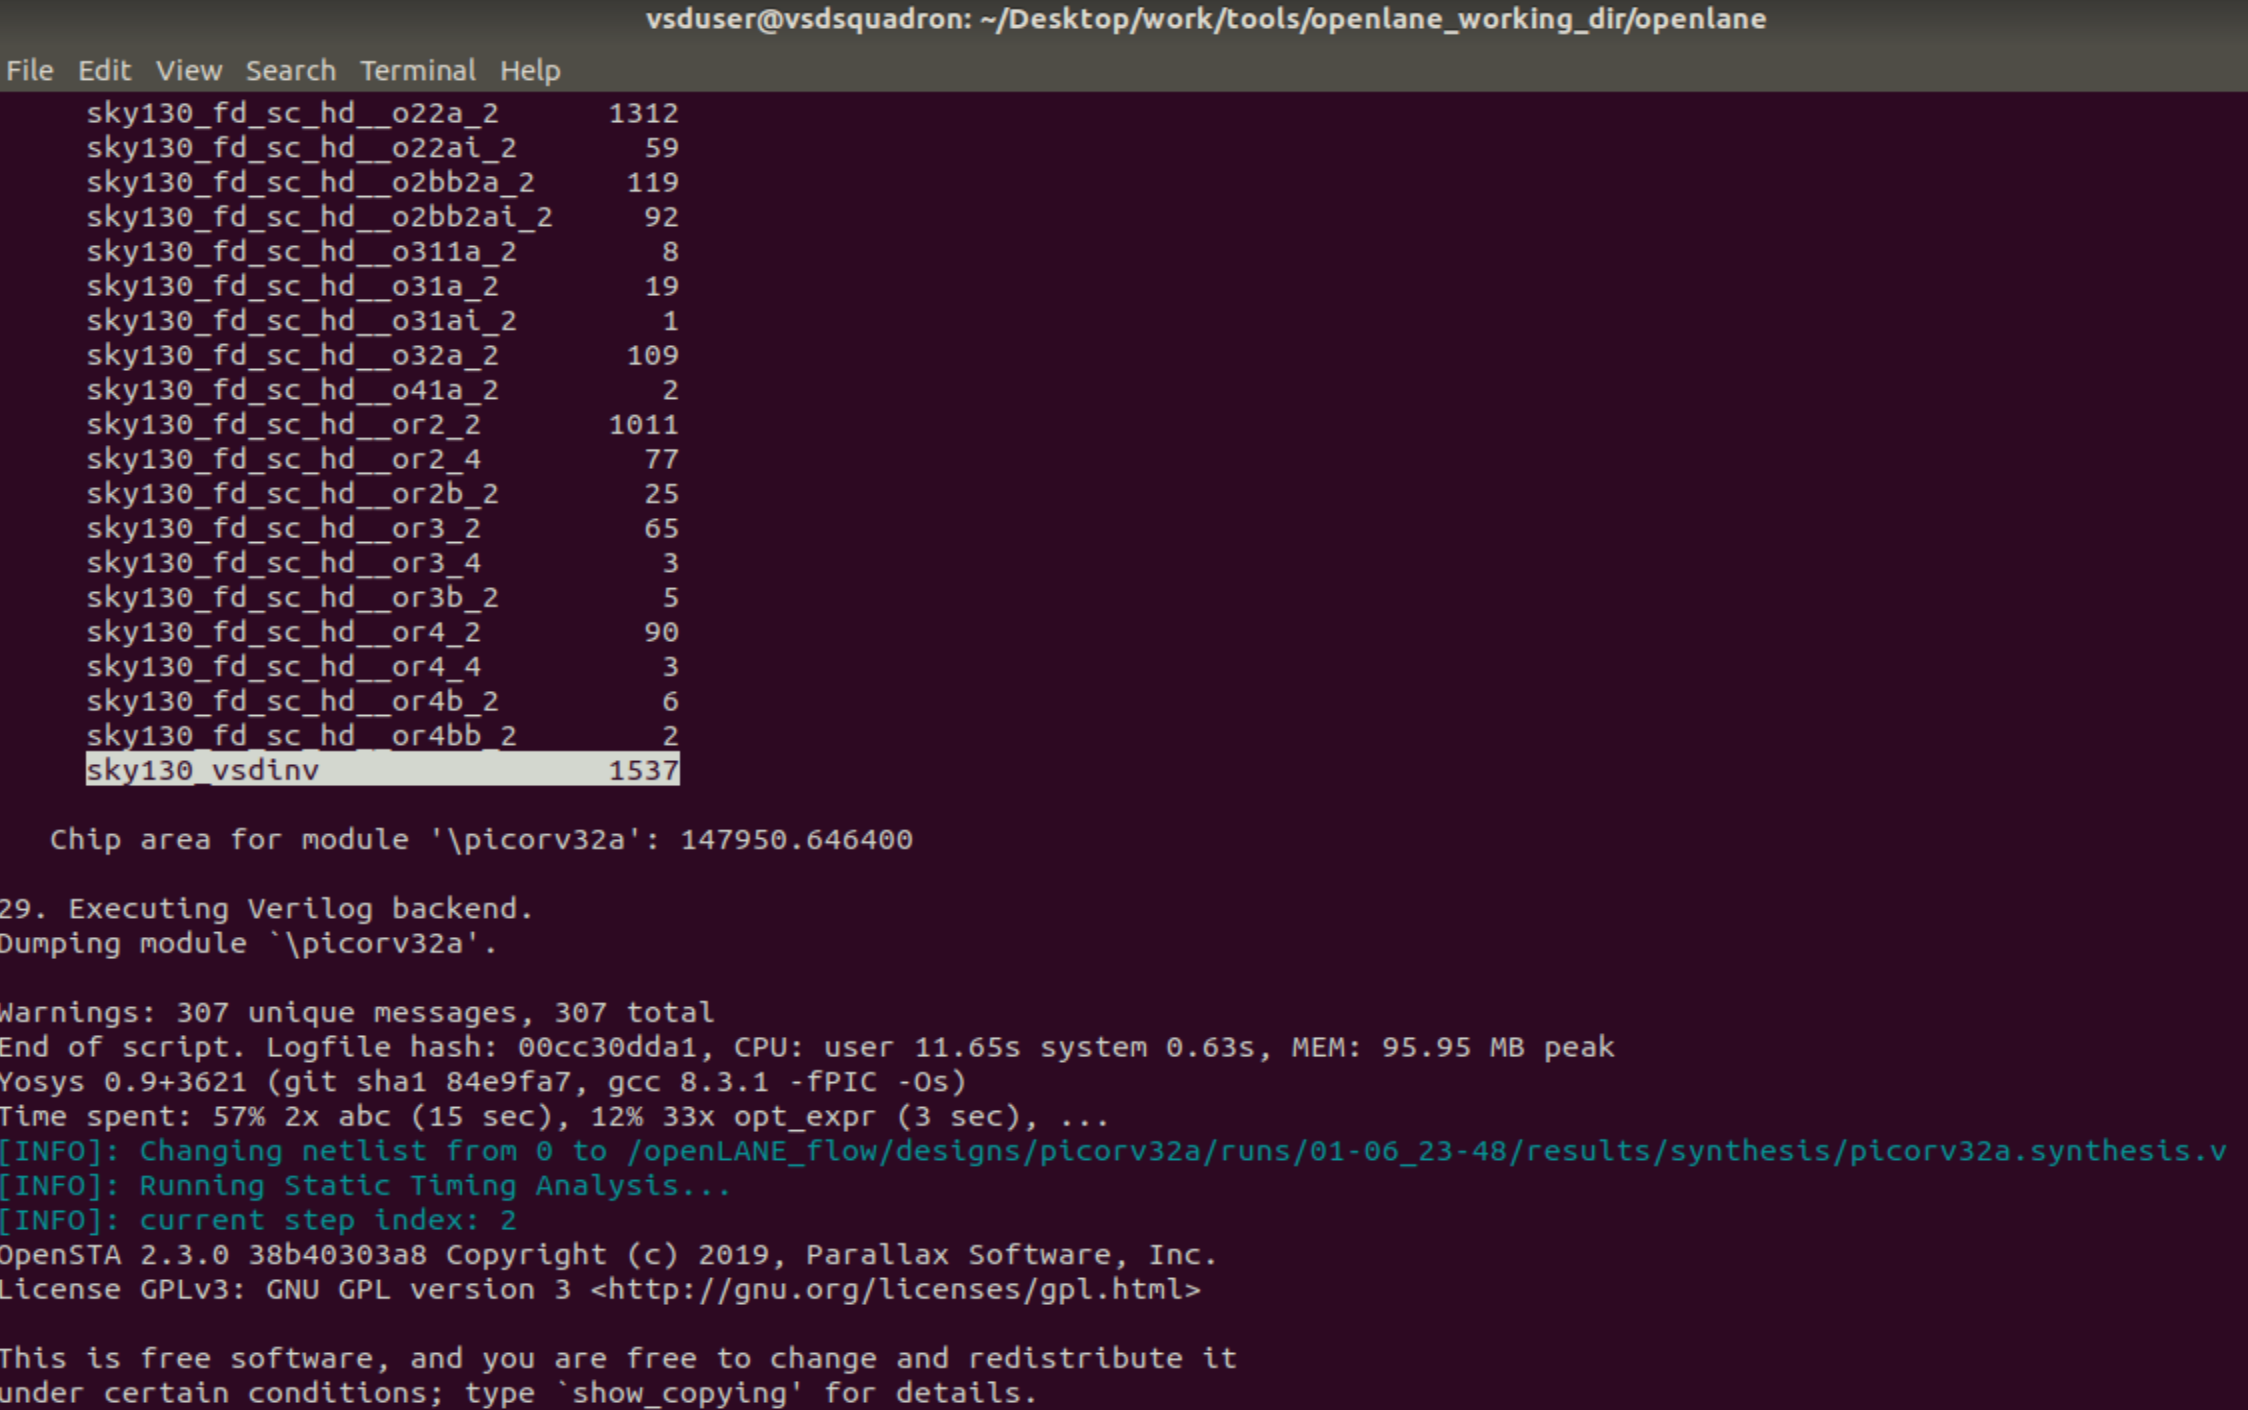 vsduser@vsdsquadron: ~/Desktop/work/tools/openlane_working_dir/openlane
File Edit View Search Terminal Help
sky130_fd_sc_hd__o22a_2 1312
sky130_fd_sc_hd__o22ai_2 59
sky130_fd_sc_hd__o2bb2a_2 119
sky130_fd_sc_hd__o2bb2ai_2 92
sky130_fd_sc_hd__o311a_2 8
sky130_fd_sc_hd__o31a_2 19
sky130_fd_sc_hd__o31ai_2 1
sky130_fd_sc_hd__o32a_2 109
sky130_fd_sc_hd__o41a_2 2
sky130_fd_sc_hd__or2_2 1011
sky130_fd_sc_hd__or2_4 77
sky130_fd_sc_hd__or2b_2 25
sky130_fd_sc_hd__or3_2 65
sky130_fd_sc_hd__or3_4 3
sky130_fd_sc_hd__or3b_2 5
sky130_fd_sc_hd__or4_2 90
sky130_fd_sc_hd__or4_4 3
sky130_fd_sc_hd__or4b_2 6
sky130_fd_sc_hd__or4bb_2 2
sky130_vsdinv 1537
Chip area for module '\picorv32a': 147950.646400
29. Executing Verilog backend.
Dumping module `\picorv32a'.
Warnings: 307 unique messages, 307 total
End of script. Logfile hash: 00cc30dda1, CPU: user 11.65s system 0.63s, MEM: 95.95 MB peak
Yosys 0.9+3621 (git sha1 84e9fa7, gcc 8.3.1 -fPIC -Os)
Time spent: 57% 2x abc (15 sec), 12% 33x opt_expr (3 sec), ...
[INFO]: Changing netlist from 0 to /openLANE_flow/designs/picorv32a/runs/01-06_23-48/results/synthesis/picorv32a.synthesis.v
[INFO]: Running Static Timing Analysis...
[INFO]: current step index: 2
OpenSTA 2.3.0 38b40303a8 Copyright (c) 2019, Parallax Software, Inc.
License GPLv3: GNU GPL version 3 <http://gnu.org/licenses/gpl.html>
This is free software, and you are free to change and redistribute it
under certain conditions; type `show_copying' for details.